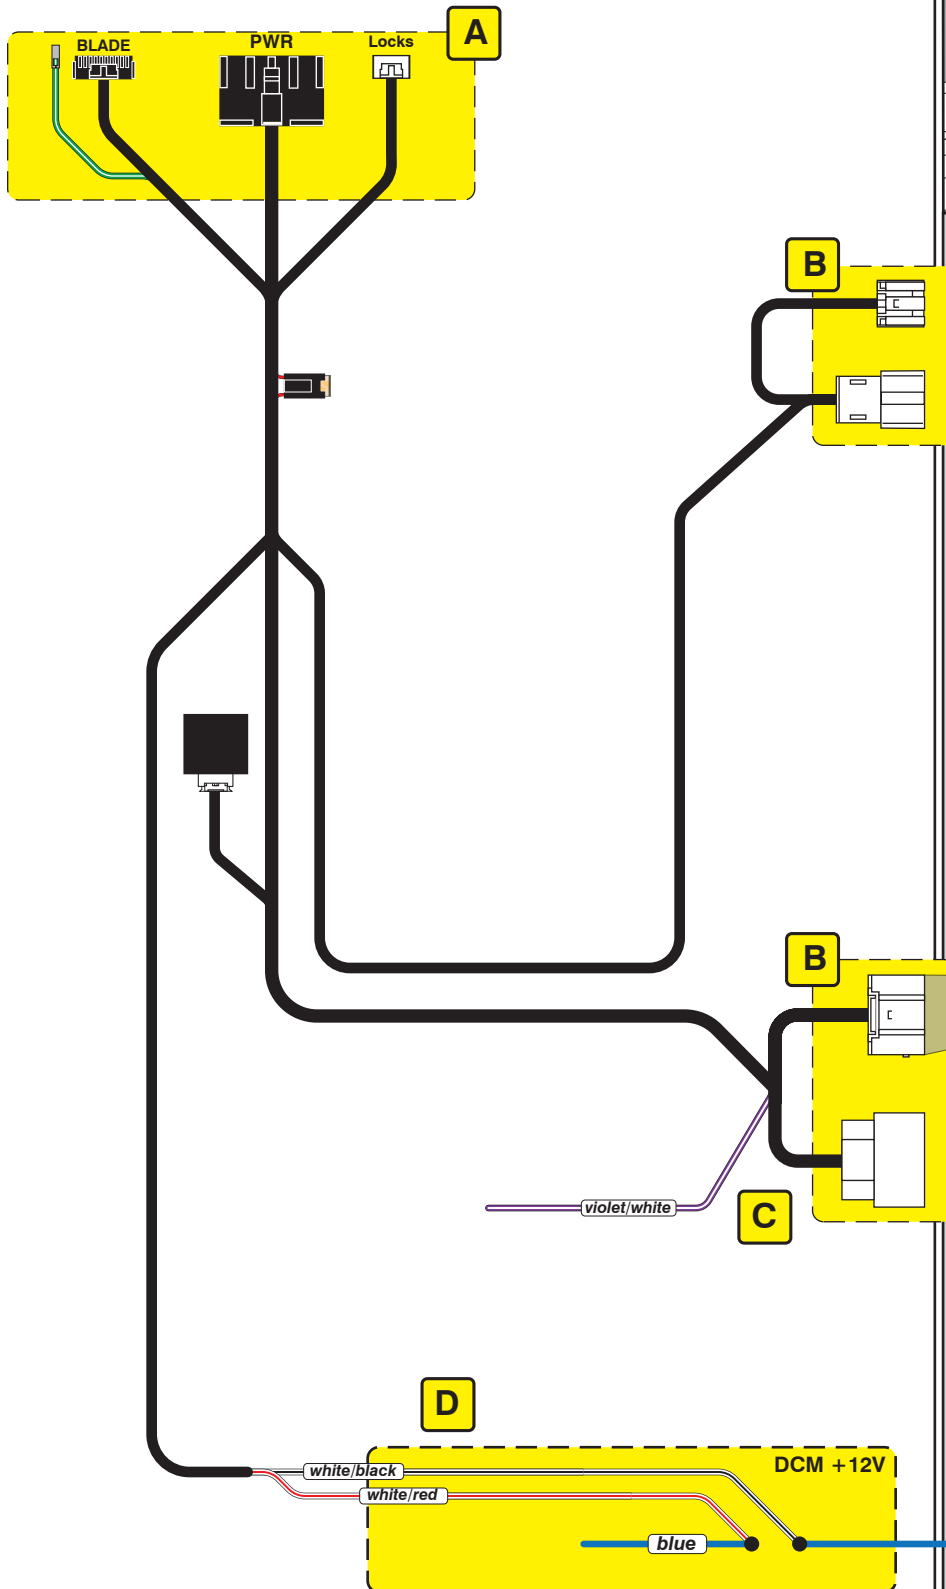 A
BLADE
PWR
Locks
B
B
violet/white
C
D
DCM +12V
white/black
white/red
blue